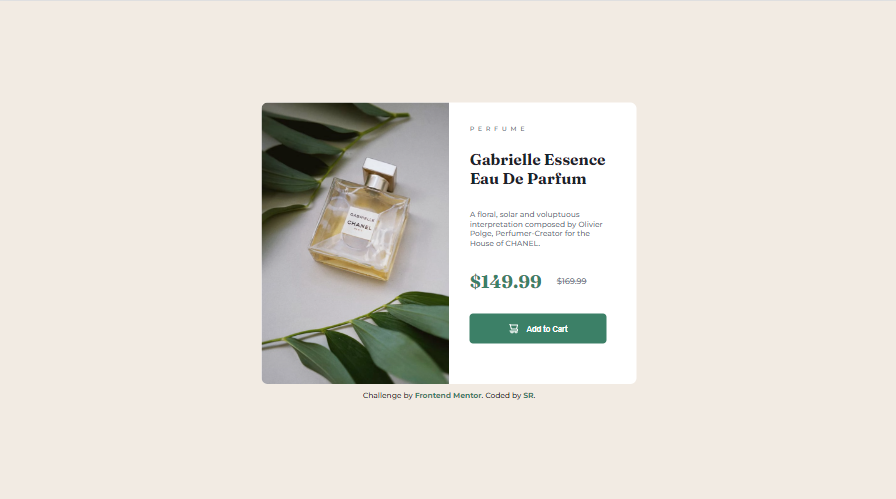 GABRIELLE
CHANEL
PERFUME
Gabrielle Essence
Eau De Parfum
A floral, solar and voluptuous
interpretation composed by Olivier
Polge, Perfumer-Creator for the
House of CHANEL.
$149.99 $169.99
Add to Cart
Challenge by Frontend Mentor. Coded by SR.